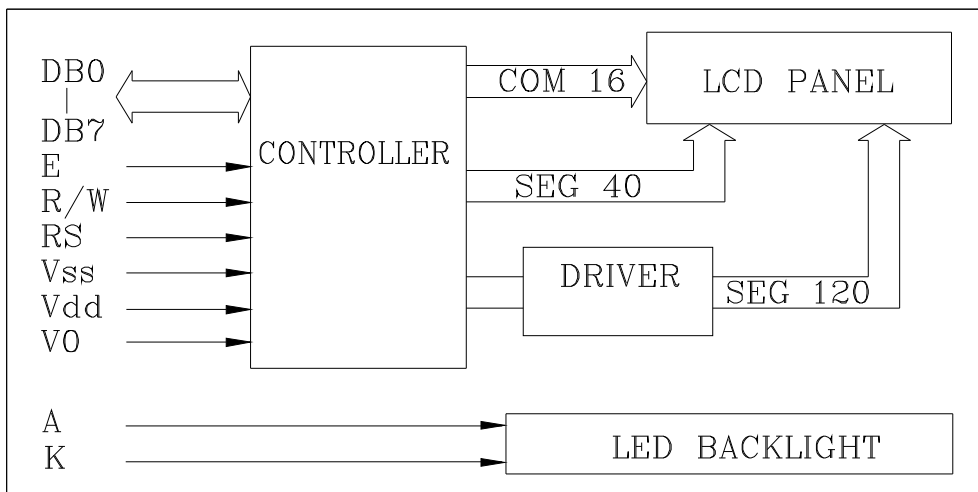 DB0
DB7
E
R/W
RS
Vss
Vdd
V0
A
K
CONTROLLER
COM 16
SEG 40
DRIVER
SEG 120
LCD PANEL
LED BACKLIGHT